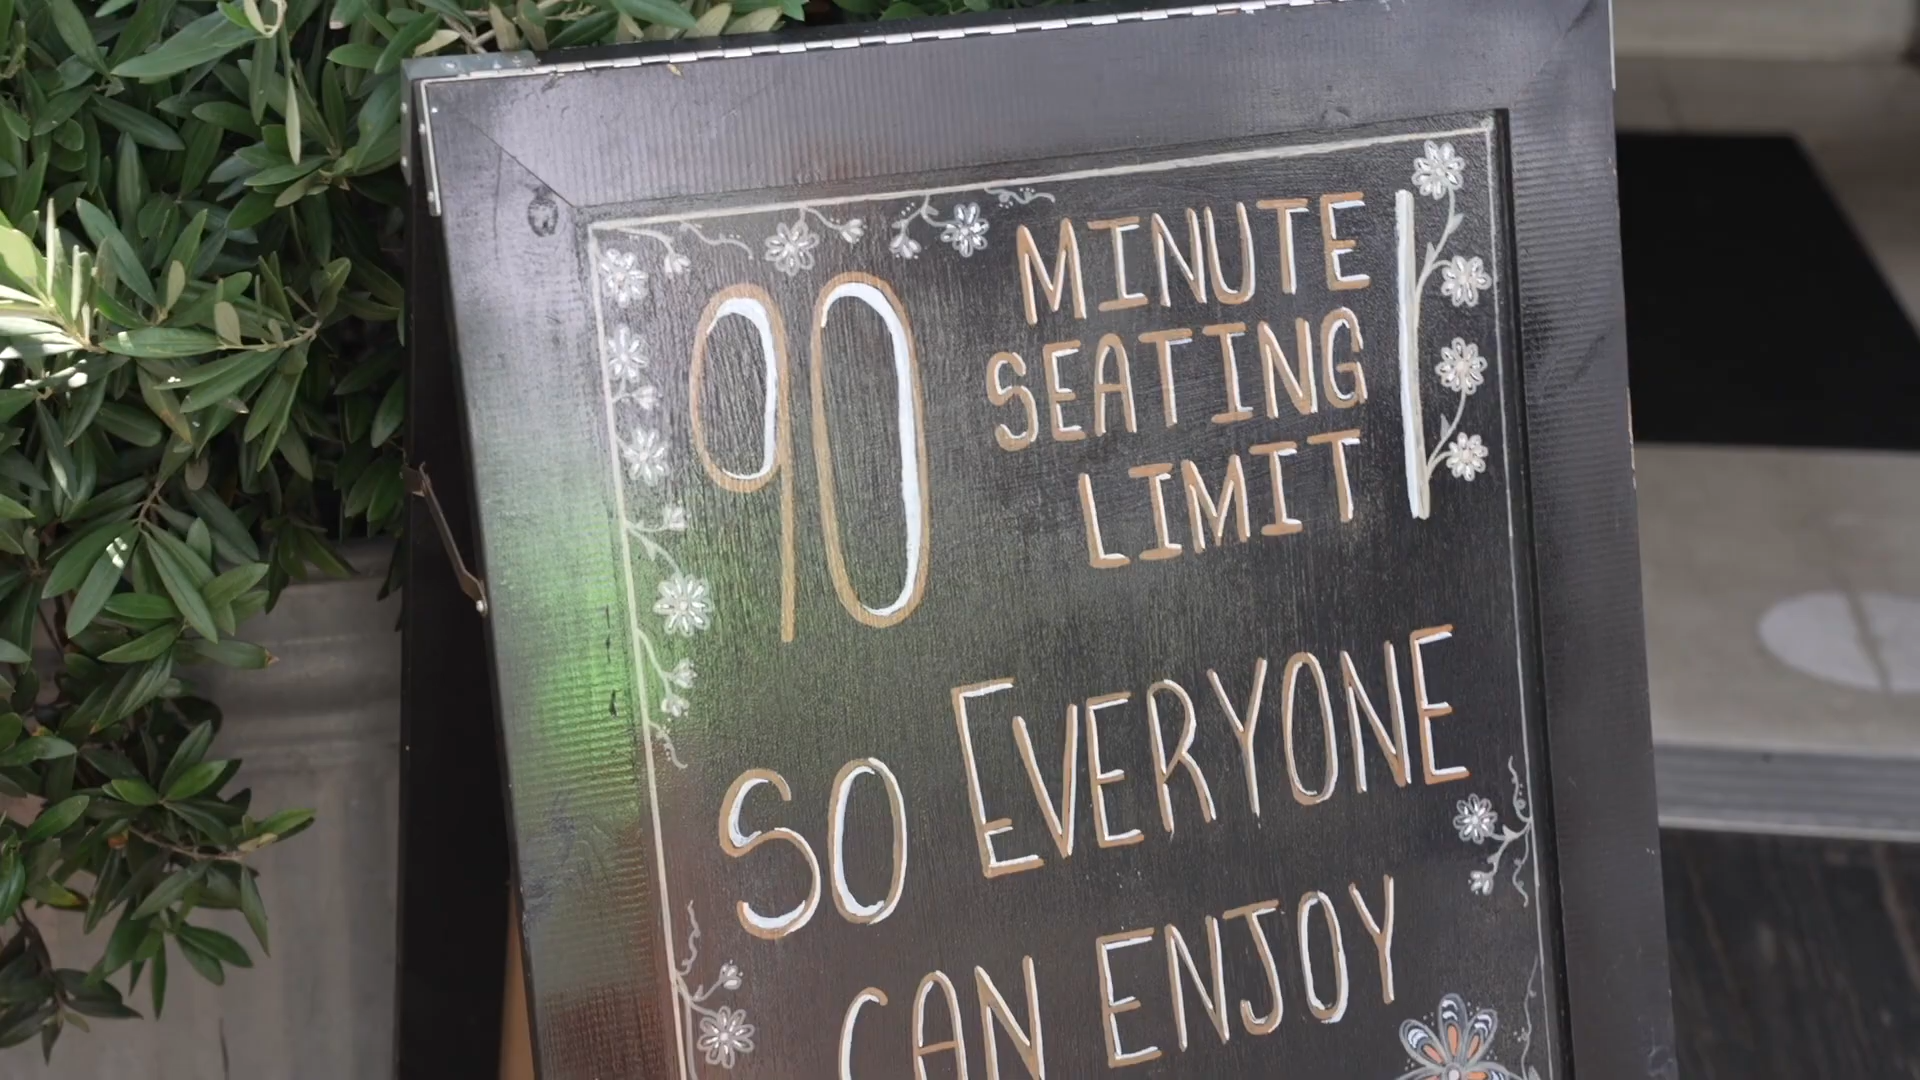 90 MINUTE
SEATING
LIMIT
SO EVERYONE
CAN ENJOY